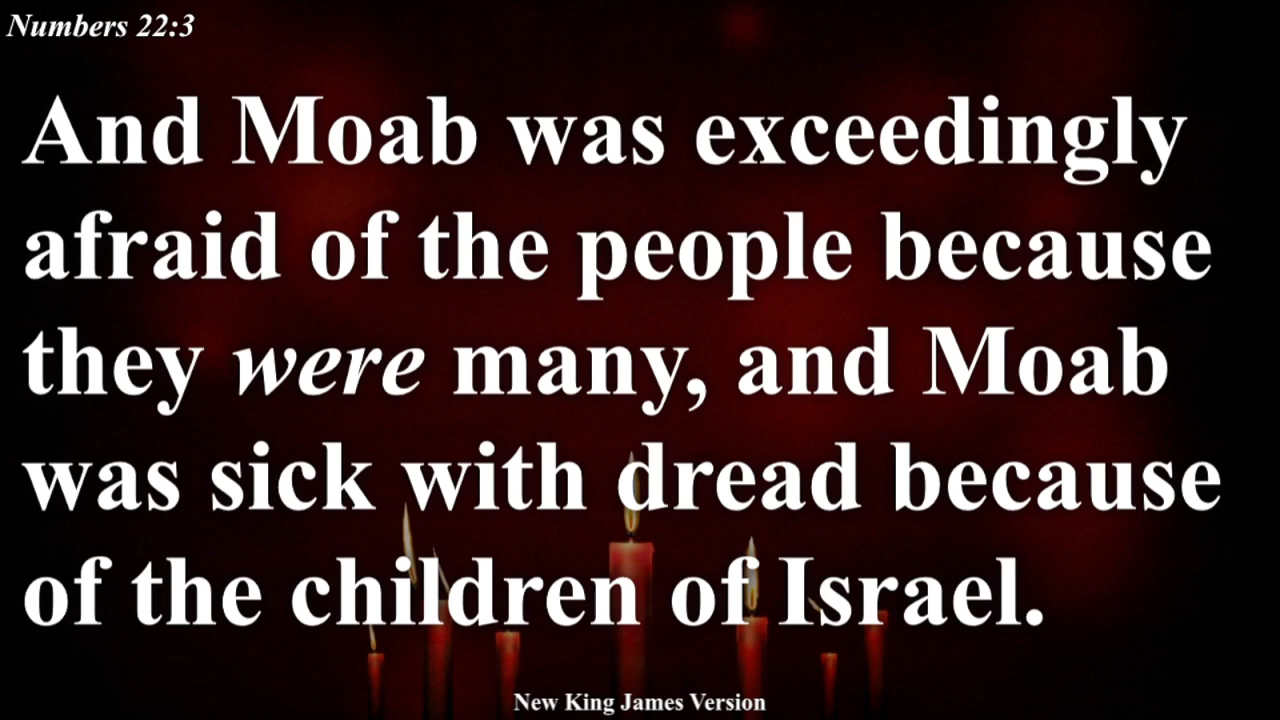 Numbers 22:3
And Moab was exceedingly
afraid of the people because
they were many, and Moab
was sick with dread because
of the children of Israel.
New King James Version